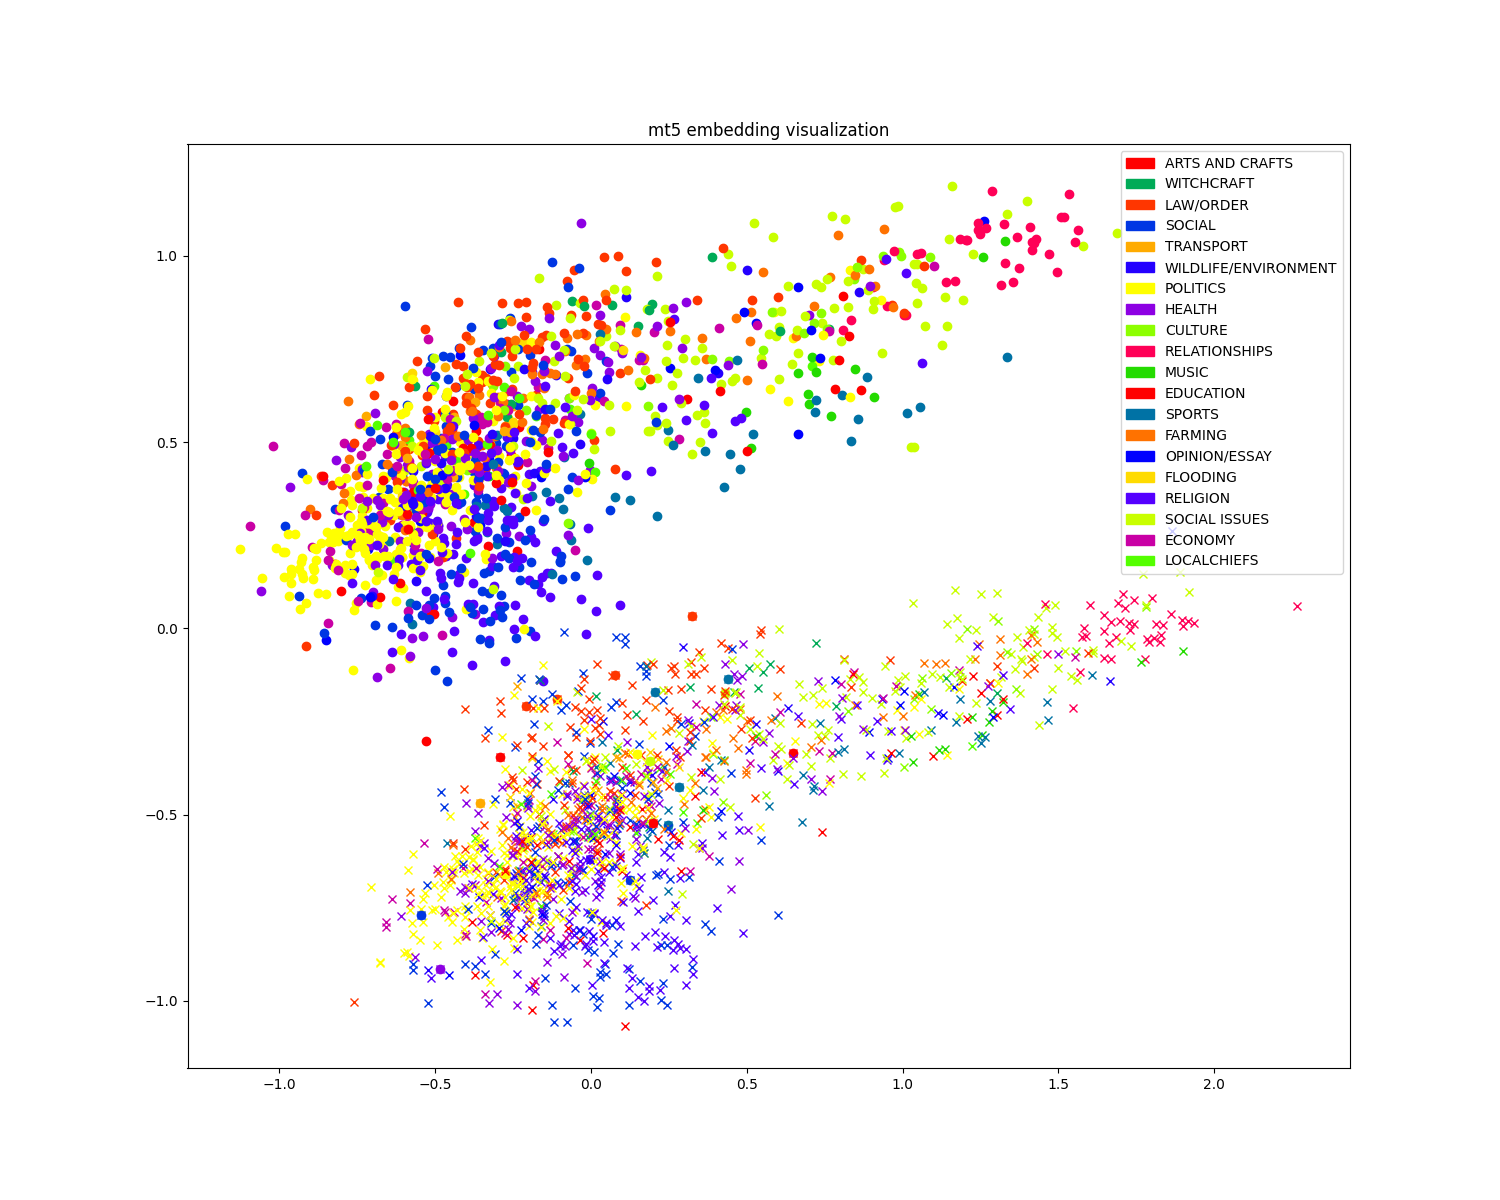 mt5 embedding visualization
ARTS AND CRAFTS
WITCHCRAFT
LAW/ORDER
SOCIAL
TRANSPORT
WILDLIFE/ENVIRONMENT
POLITICS
HEALTH
CULTURE
RELATIONSHIPS
MUSIC
EDUCATION
SPORTS
FARMING
OPINION/ESSAY
FLOODING
RELIGION
SOCIAL ISSUES
ECONOMY
LOCALCHIEFS
1.0
0.5
0.0
−0.5
−1.0
−1.0 −0.5 0.0 0.5 1.0 1.5 2.0